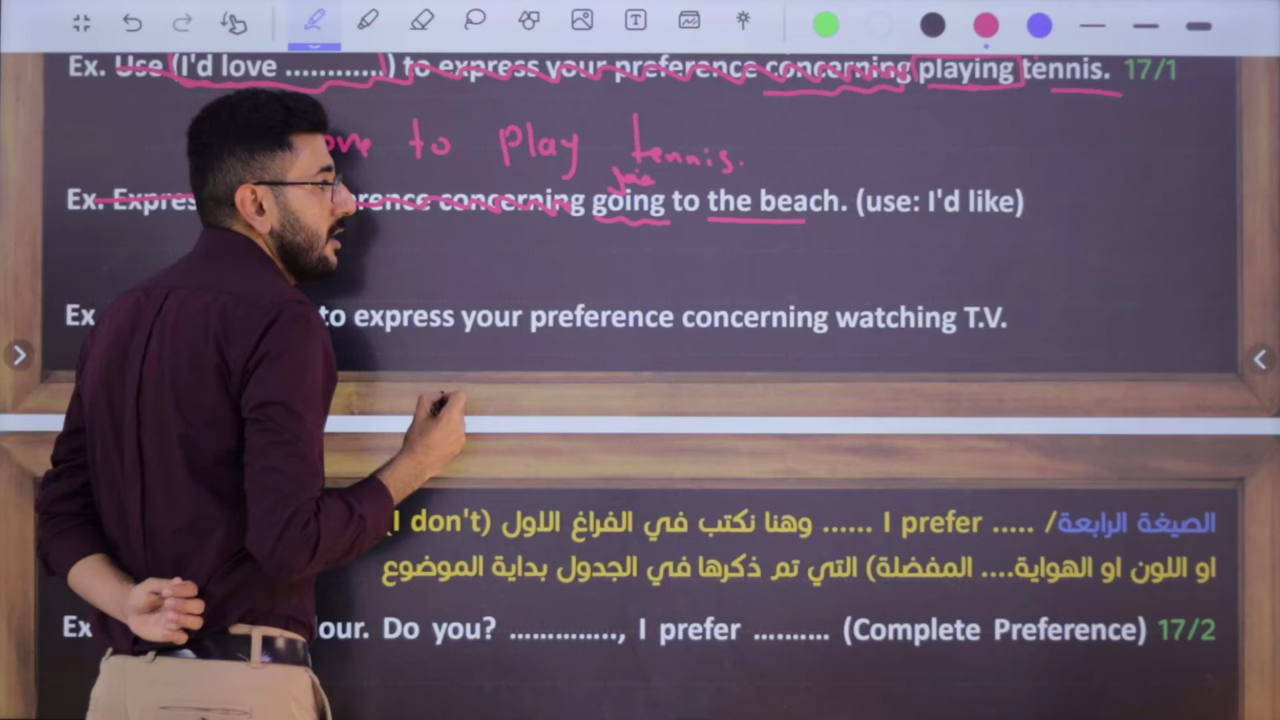 Ex. Use (I'd love ............) to express your preference concerning playing tennis. 17/1
to play tennis.
Ex. Expres rence concerning going to the beach. (use: I'd like)
Ex to express your preference concerning watching T.V.
الصيغة الرابعة/ ..... I prefer ...... وهنا نكتب في الفراغ الاول (I don't)
او اللون او الهواية.... المفضلة) التي تم ذكرها في الجدول بداية الموضوع
Ex our. Do you? .............., I prefer .......... (Complete Preference) 17/2